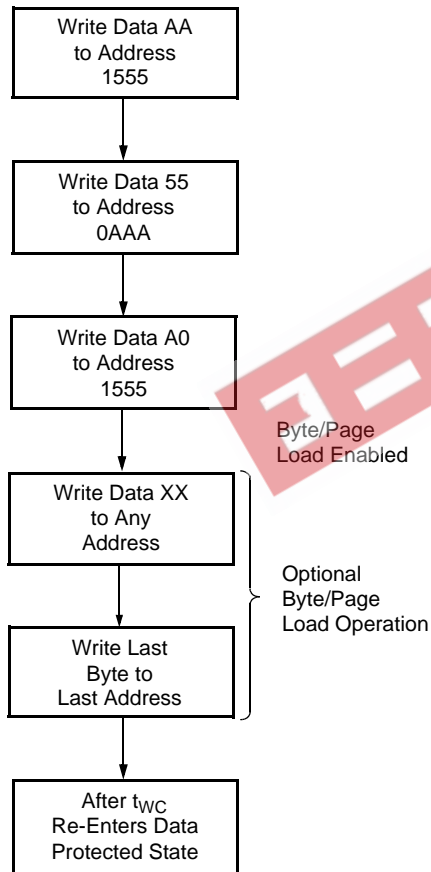 Write Data AA
to Address
1555
Write Data 55
to Address
0AAA
Write Data A0
to Address
1555
Byte/Page
Load Enabled
Write Data XX
to Any
Address
Optional
Byte/Page
Load Operation
Write Last
Byte to
Last Address
After tWC
Re-Enters Data
Protected State